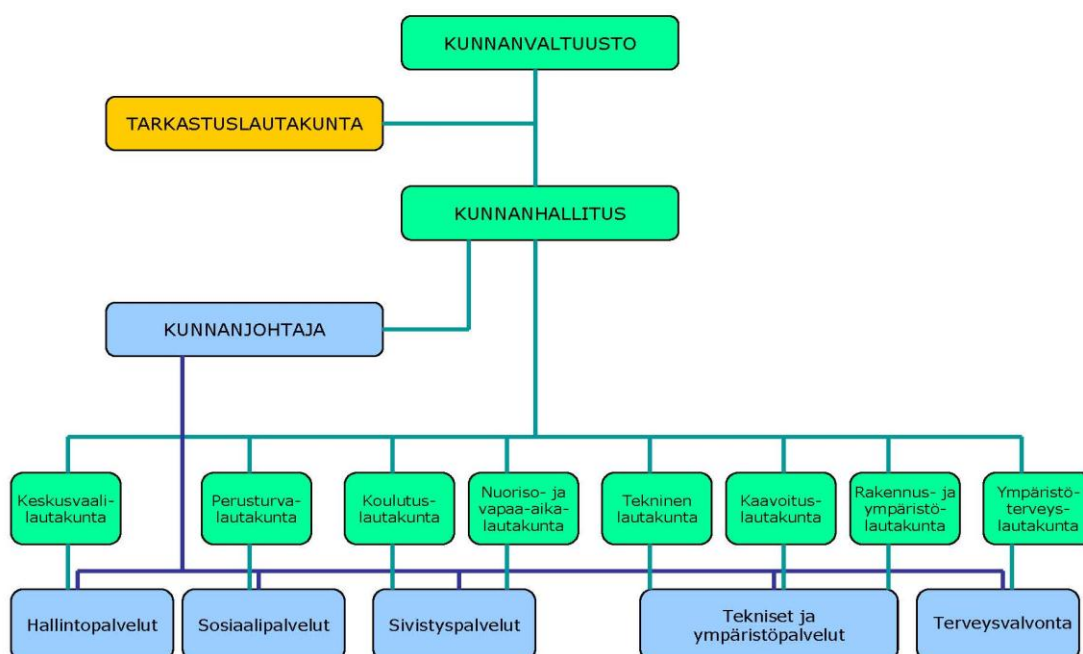 KUNNANVALTUUSTO
TARKASTUSLAUTAKUNTA
KUNNANHALLITUS
KUNNANJOHTAJA
Keskusvaali-
lautakunta
Perusturva-
lautakunta
Koulutus-
lautakunta
Nuoriso- ja
vapaa-aika-
lautakunta
Tekninen
lautakunta
Kaavoitus-
lautakunta
Rakennus- ja
ympäristö-
lautakunta
Ympäristö-
terveys-
lautakunta
Hallintopalvelut
Sosiaalipalvelut
Sivistyspalvelut
Tekniset ja
ympäristöpalvelut
Terveysvalvonta